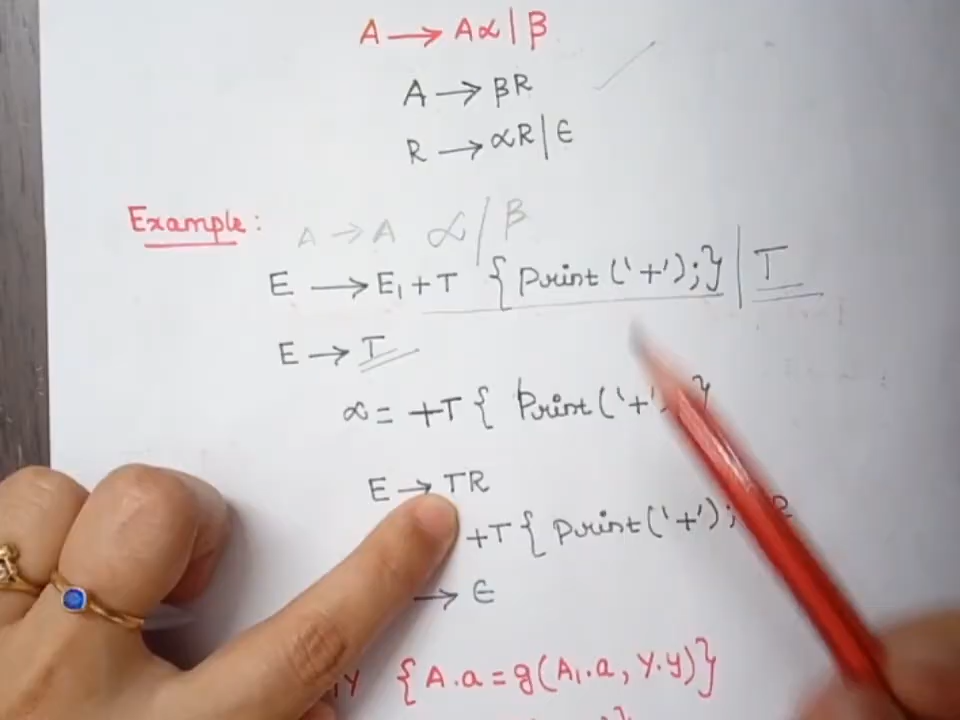 A → Aα | β
A → βR
R → αR | ϵ
Example:
A → A α / β
E → E₁ + T { Print ('+'); } | T
E → T
α = +T { Print ('+' }
E → TR
+T { Print ('+'); R
→ ϵ
Y { A.a = g(A₁.a, Y.y) }